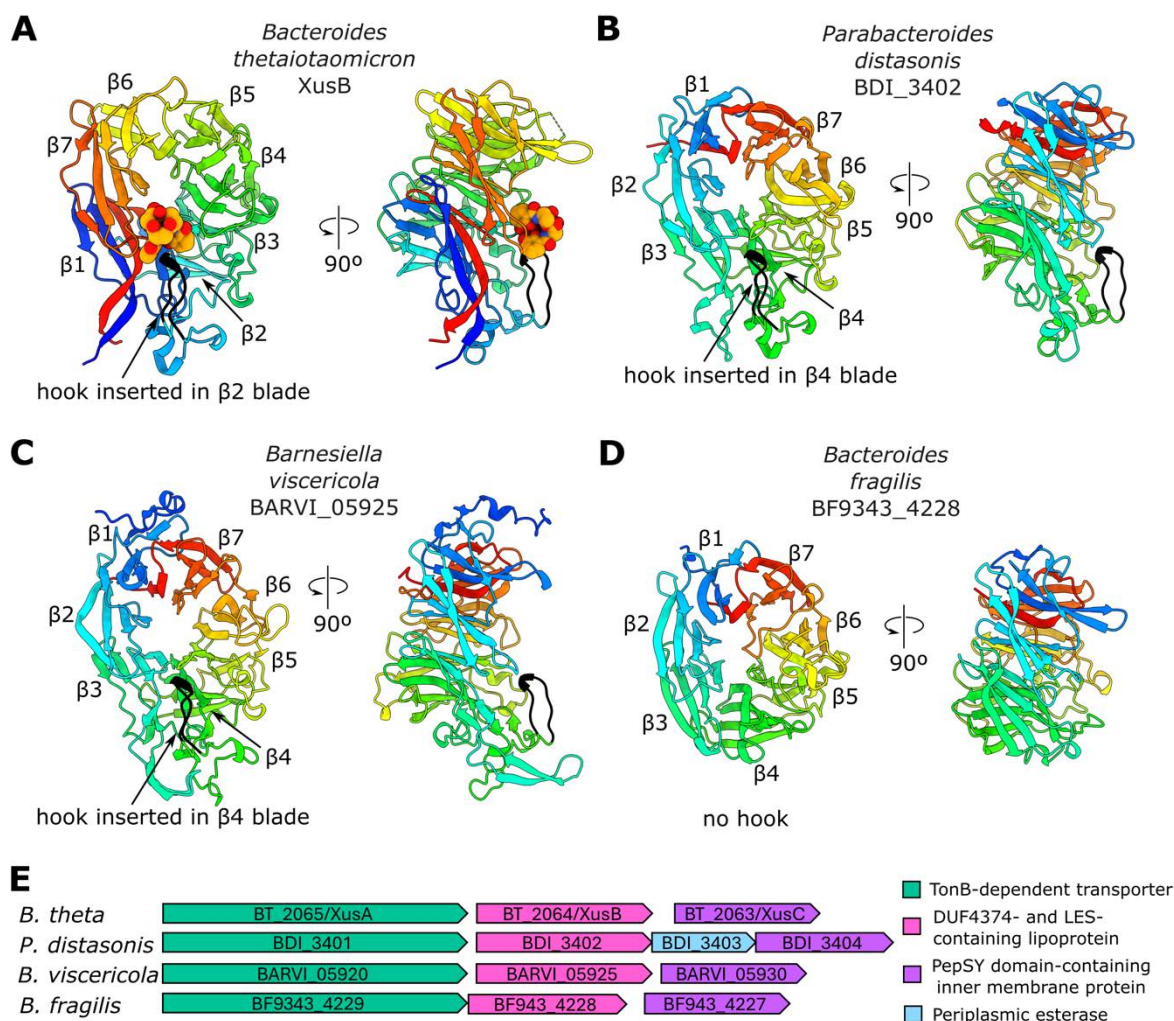 A
Bacteroides
thetaiotaomicron
XusB
β6
β5
β7
β4
β3
β1
β2
90º
hook inserted in β2 blade
B
Parabacteroides
distasonis
BDI_3402
β1
β7
β2
β6
β5
β3
β4
90º
hook inserted in β4 blade
C
Barnesiella
viscericola
BARVI_05925
β1
β7
β6
β2
β5
β3
β4
90º
hook inserted in β4 blade
D
Bacteroides
fragilis
BF9343_4228
β1
β7
β2
β6
β5
β3
β4
90º
no hook
E
B. theta BT_2065/XusA BT_2064/XusB BT_2063/XusC
P. distasonis BDI_3401 BDI_3402 BDI_3403 BDI_3404
B. viscericola BARVI_05920 BARVI_05925 BARVI_05930
B. fragilis BF9343_4229 BF943_4228 BF943_4227
TonB-dependent transporter
DUF4374- and LES-
containing lipoprotein
PepSY domain-containing
inner membrane protein
Periplasmic esterase